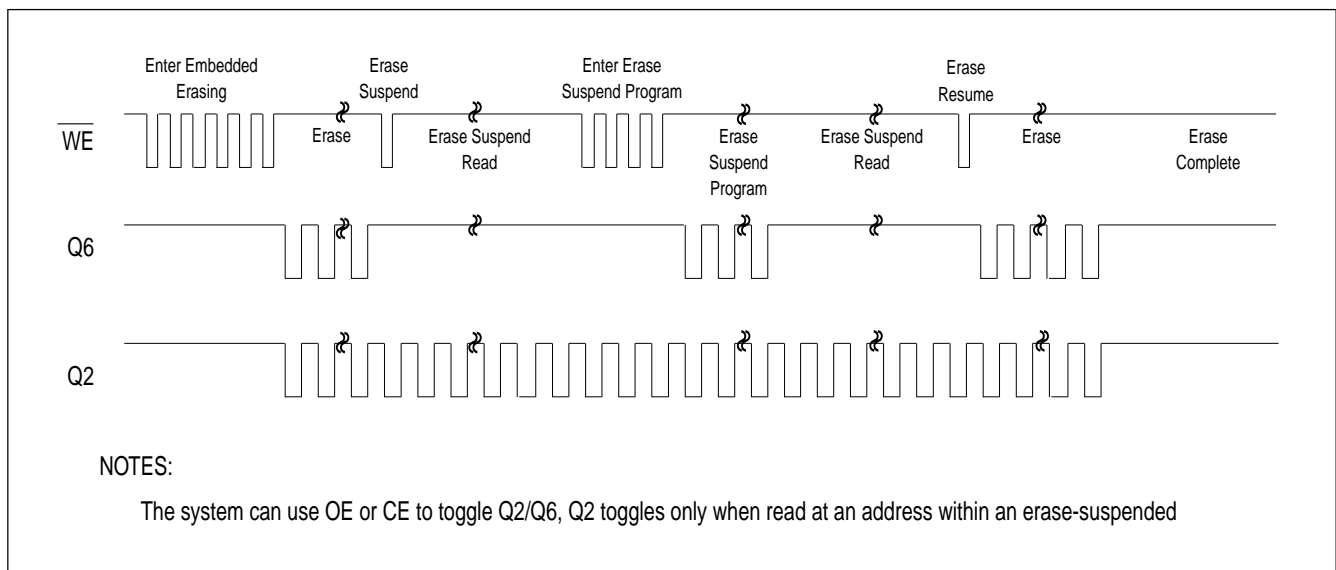 Enter Embedded
Erasing
Erase
Suspend
Enter Erase
Suspend Program
Erase
Resume
WE
Erase
Erase Suspend
Read
Erase
Suspend
Program
Erase Suspend
Read
Erase
Erase
Complete
Q6
Q2
NOTES:
The system can use OE or CE to toggle Q2/Q6, Q2 toggles only when read at an address within an erase-suspended